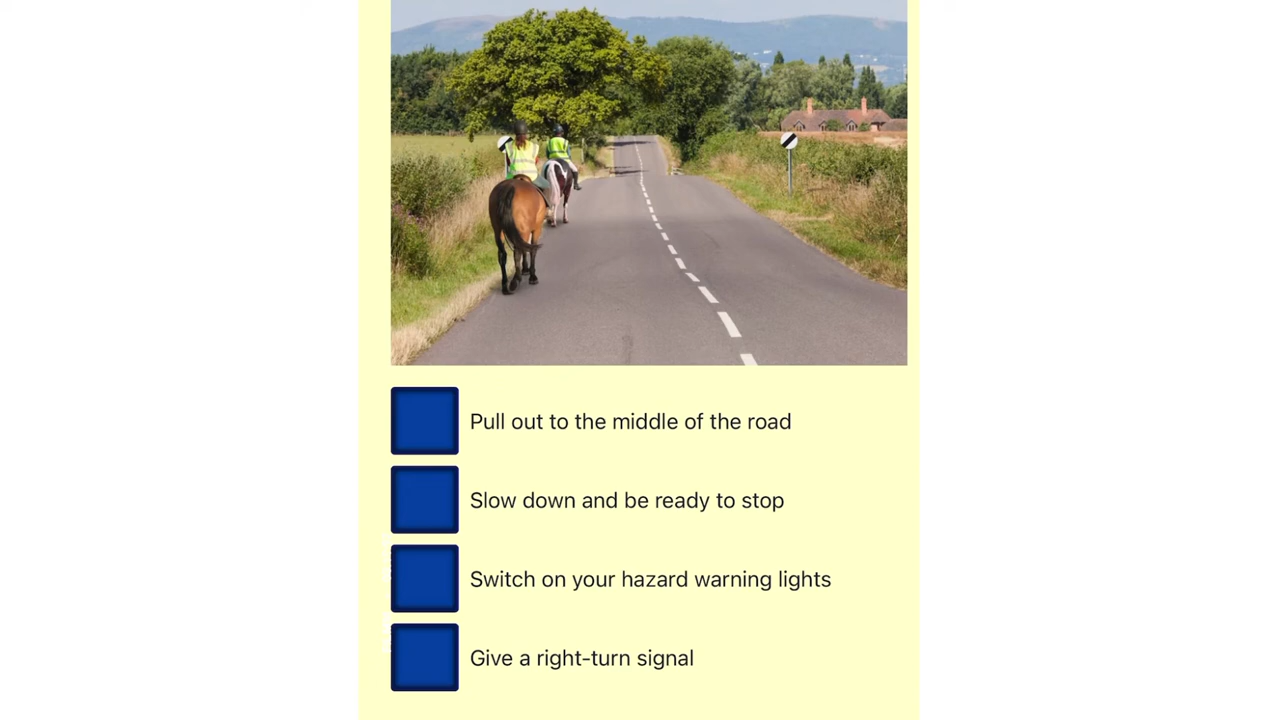 Pull out to the middle of the road
Slow down and be ready to stop
Switch on your hazard warning lights
Give a right-turn signal